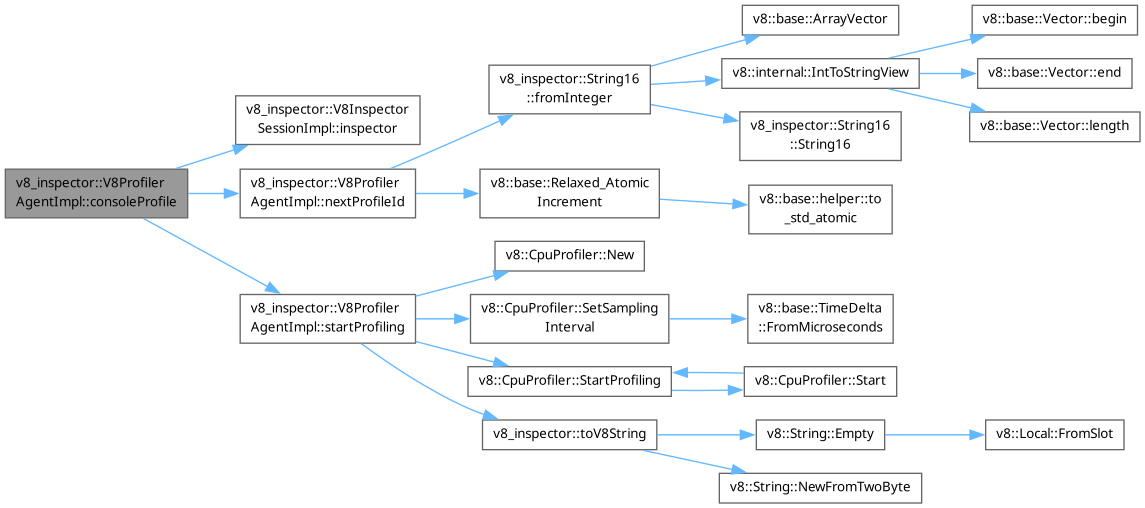 v8::base::ArrayVector
v8::base::Vector::begin
v8_inspector::String16
::fromInteger
v8::internal::IntToStringView
v8::base::Vector::end
v8_inspector::V8Inspector
SessionImpl::inspector
v8_inspector::String16
::String16
v8::base::Vector::length
v8_inspector::V8Profiler
AgentImpl::consoleProfile
v8_inspector::V8Profiler
AgentImpl::nextProfileId
v8::base::Relaxed_Atomic
Increment
v8::base::helper::to
_std_atomic
v8::CpuProfiler::New
v8_inspector::V8Profiler
AgentImpl::startProfiling
v8::CpuProfiler::SetSampling
Interval
v8::base::TimeDelta
::FromMicroseconds
v8::CpuProfiler::StartProfiling
v8::CpuProfiler::Start
v8_inspector::toV8String
v8::String::Empty
v8::Local::FromSlot
v8::String::NewFromTwoByte